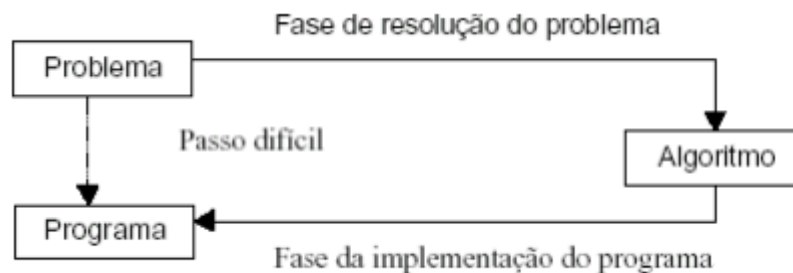 Fase de resolução do problema
Problema
Passo difícil
Algoritmo
Programa
Fase da implementação do programa